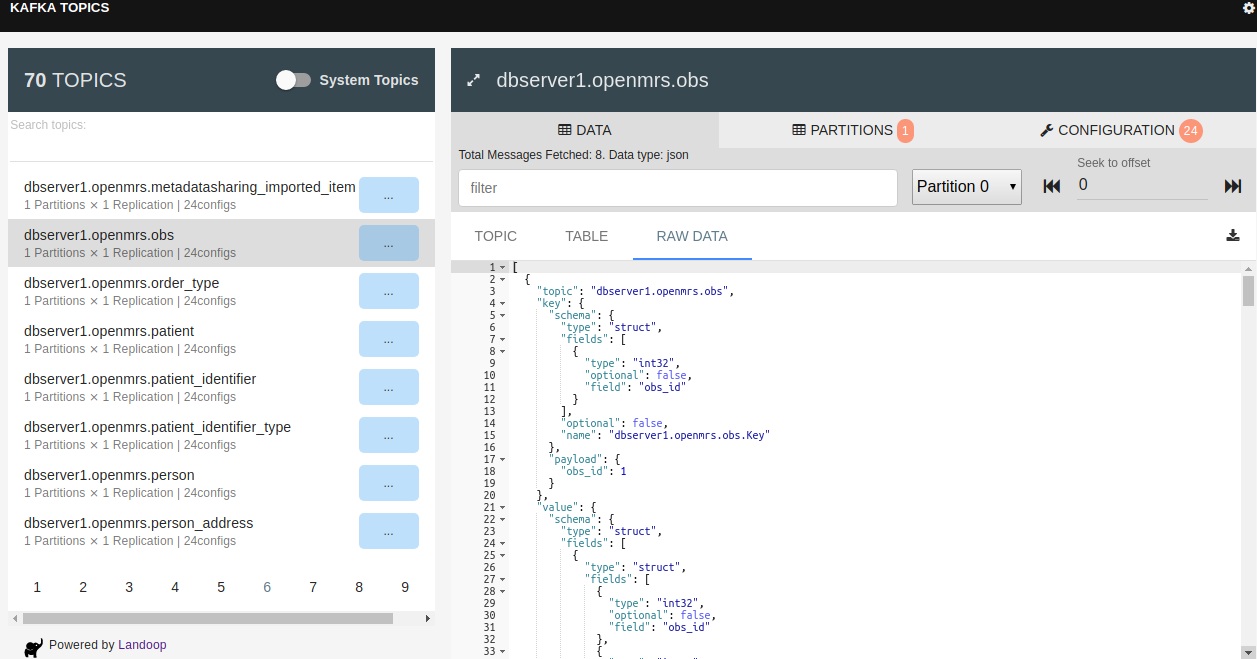 KAFKA TOPICS
70 TOPICS
System Topics
Search topics:
dbserver1.openmrs.metadatasharing_imported_item
...
1 Partitions × 1 Replication | 24configs
dbserver1.openmrs.obs
...
1 Partitions × 1 Replication | 24configs
dbserver1.openmrs.order_type
...
1 Partitions × 1 Replication | 24configs
dbserver1.openmrs.patient
...
1 Partitions × 1 Replication | 24configs
dbserver1.openmrs.patient_identifier
...
1 Partitions × 1 Replication | 24configs
dbserver1.openmrs.patient_identifier_type
...
1 Partitions × 1 Replication | 24configs
dbserver1.openmrs.person
...
1 Partitions × 1 Replication | 24configs
dbserver1.openmrs.person_address
...
1 Partitions × 1 Replication | 24configs
1 2 3 4 5 6 7 8 9
Powered by Landoop
dbserver1.openmrs.obs
DATA
PARTITIONS 1
CONFIGURATION 24
Total Messages Fetched: 8. Data type: json
filter
Partition 0
Seek to offset
0
TOPIC TABLE RAW DATA
1 [
2 {
3 "topic": "dbserver1.openmrs.obs",
4 "key": {
5 "schema": {
6 "type": "struct",
7 "fields": [
8 {
9 "type": "int32",
10 "optional": false,
11 "field": "obs_id"
12 }
13 ],
14 "optional": false,
15 "name": "dbserver1.openmrs.obs.Key"
16 },
17 "payload": {
18 "obs_id": 1
19 }
20 },
21 "value": {
22 "schema": {
23 "type": "struct",
24 "fields": [
25 {
26 "type": "struct",
27 "fields": [
28 {
29 "type": "int32",
30 "optional": false,
31 "field": "obs_id"
32 },
33 {